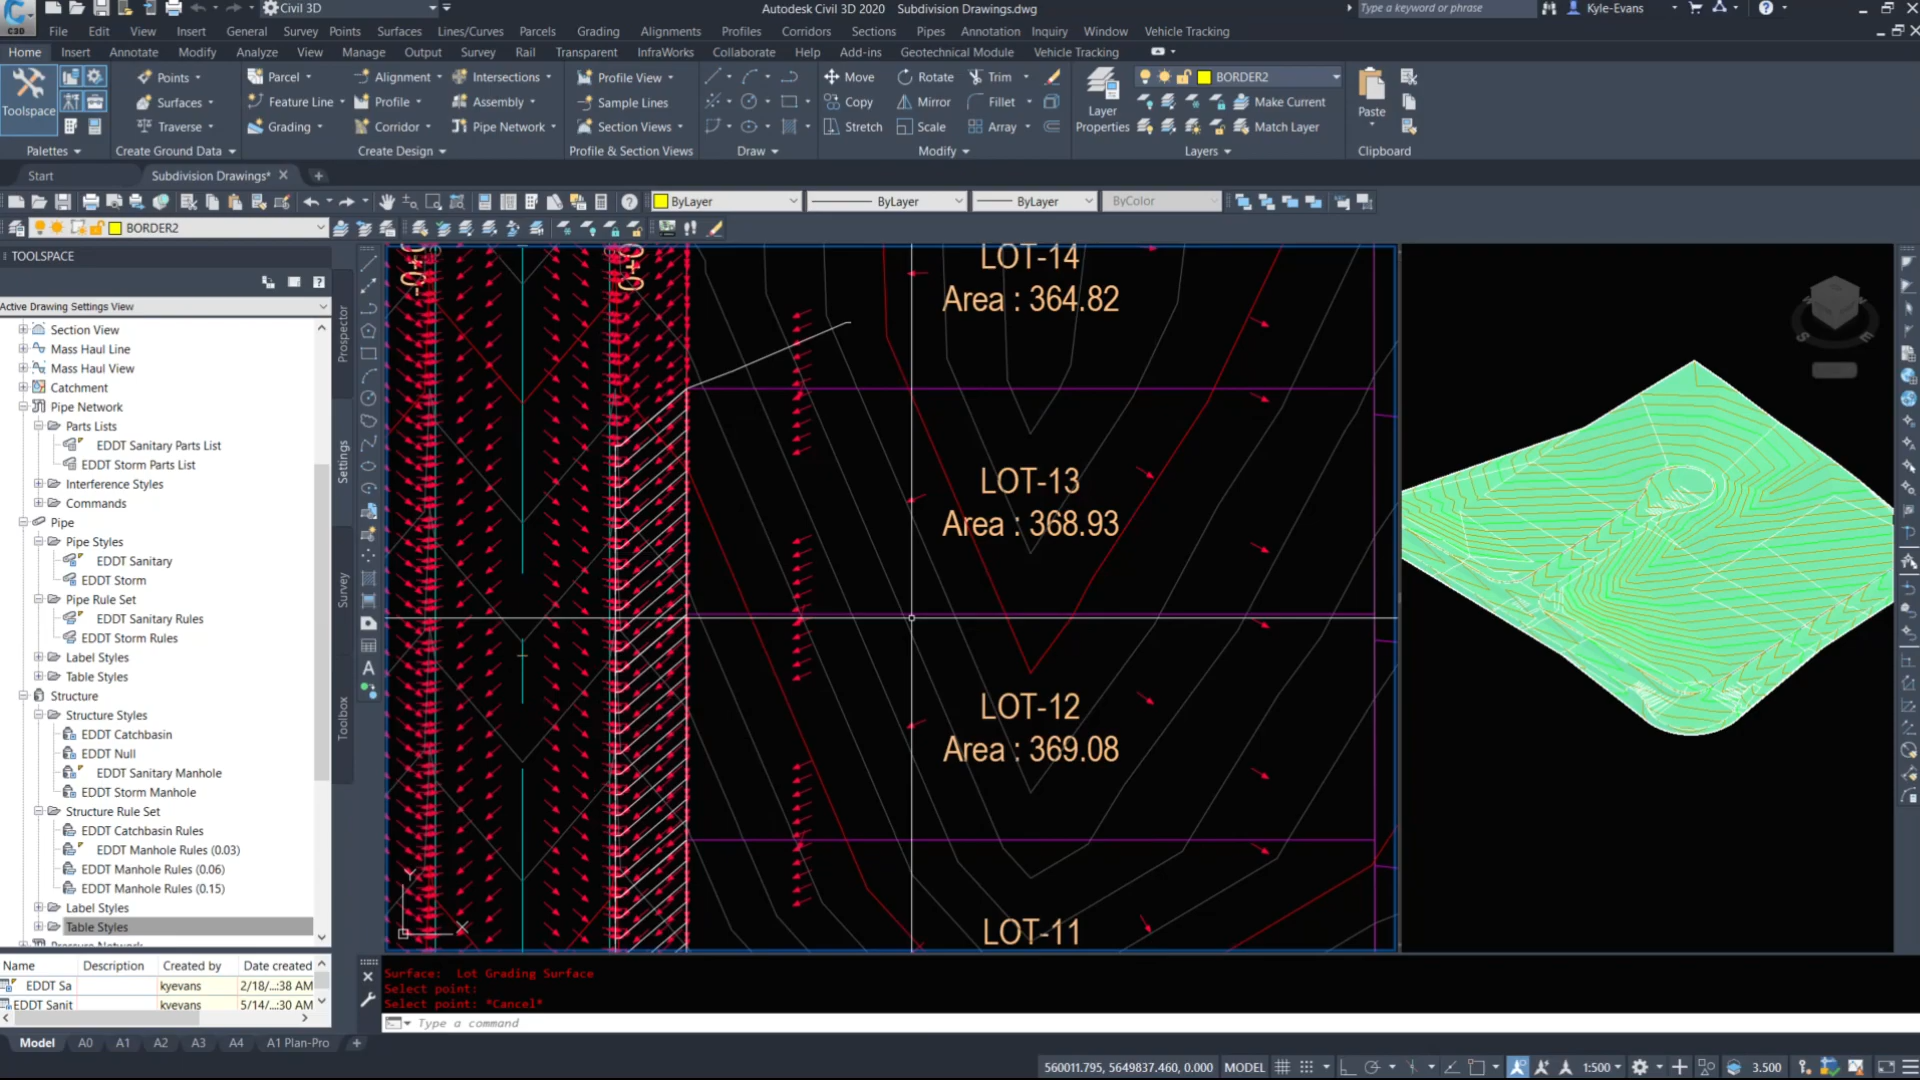 Civil 3D
Autodesk Civil 3D 2020 Subdivision Drawings.dwg
Type a keyword or phrase
Kyle-Evans
C3D
File Edit View Insert General Survey Points Surfaces Lines/Curves Parcels Grading Alignments Profiles Corridors Sections Pipes Annotation Inquiry Window Vehicle Tracking
Home Insert Annotate Modify Analyze View Manage Output Survey Rail Transparent InfraWorks Collaborate Help Add-ins Geotechnical Module Vehicle Tracking
Points Parcel Alignment Intersections Profile View Move Rotate Trim BORDER2
Toolspace Surfaces Feature Line Profile Assembly Sample Lines Copy Mirror Fillet Layer Properties Make Current Paste
Traverse Grading Corridor Pipe Network Section Views Stretch Scale Array Match Layer
Palettes Create Ground Data Create Design Profile & Section Views Draw Modify Layers Clipboard
Start Subdivision Drawings*
ByLayer ByLayer ByLayer ByColor
BORDER2
TOOLSPACE
Active Drawing Settings View
Section View
Mass Haul Line
Mass Haul View
Catchment
Pipe Network
Parts Lists
EDDT Sanitary Parts List
EDDT Storm Parts List
Interference Styles
Commands
Pipe
Pipe Styles
EDDT Sanitary
EDDT Storm
Pipe Rule Set
EDDT Sanitary Rules
EDDT Storm Rules
Label Styles
Table Styles
Structure
Structure Styles
EDDT Catchbasin
EDDT Null
EDDT Sanitary Manhole
EDDT Storm Manhole
Structure Rule Set
EDDT Catchbasin Rules
EDDT Manhole Rules (0.03)
EDDT Manhole Rules (0.06)
EDDT Manhole Rules (0.15)
Label Styles
Table Styles
Pressure Network
Prospector
Settings
Survey
Toolbox
Name Description Created by Date created
EDDT Sa kyevans 2/18/...:38 AM
EDDT Sanit kyevans 5/14/...:30 AM
LOT-14
Area : 364.82
LOT-13
Area : 368.93
LOT-12
Area : 369.08
LOT-11
Y
X
S
E
Surface: Lot Grading Surface
Select point:
Select point: *Cancel*
Type a command
Model A0 A1 A2 A3 A4 A1 Plan-Pro
560011.795, 5649837.460, 0.000 MODEL 1:500 3.500